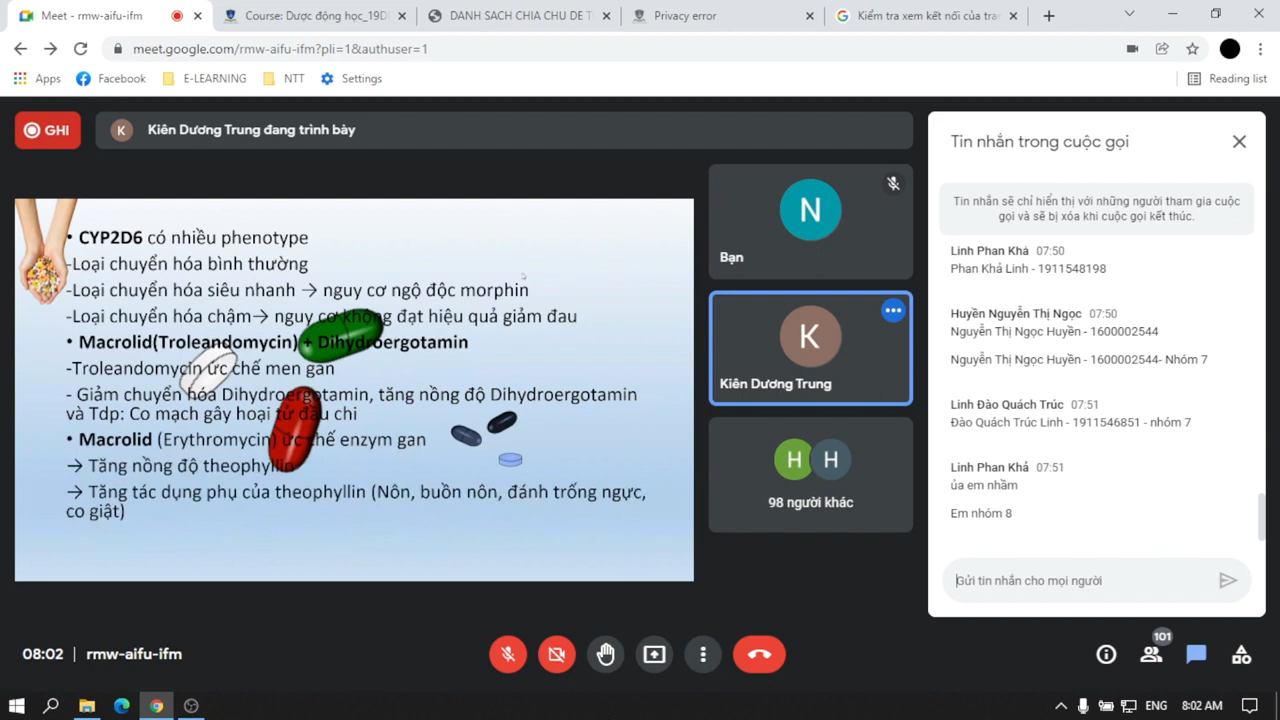 Meet - rmw-aifu-ifm
Course: Dược động học_19D
DANH SACH CHIA CHU DE T
Privacy error
Kiểm tra xem kết nối của tra
meet.google.com/rmw-aifu-ifm?pli=1&authuser=1
Apps
Facebook
E-LEARNING
NTT
Settings
Reading list
GHI
K
Kiên Dương Trung đang trình bày
• CYP2D6 có nhiều phenotype
-Loại chuyển hóa bình thường
-Loại chuyển hóa siêu nhanh → nguy cơ ngộ độc morphin
-Loại chuyển hóa chậm→ nguy cơ không đạt hiệu quả giảm đau
• Macrolid(Troleandomycin) + Dihydroergotamin
-Troleandomycin ức chế men gan
- Giảm chuyển hóa Dihydroergotamin, tăng nồng độ Dihydroergotamin
và Tdp: Co mạch gây hoại tử đầu chi
• Macrolid (Erythromycin) ức chế enzym gan
→ Tăng nồng độ theophyllin
→ Tăng tác dụng phụ của theophyllin (Nôn, buồn nôn, đánh trống ngực,
co giật)
N
Bạn
K
Kiên Dương Trung
H
H
98 người khác
Tin nhắn trong cuộc gọi
Tin nhắn sẽ chỉ hiển thị với những người tham gia cuộc
gọi và sẽ bị xóa khi cuộc gọi kết thúc.
Linh Phan Khả 07:50
Phan Khả Linh - 1911548198
Huyền Nguyễn Thị Ngọc 07:50
Nguyễn Thị Ngọc Huyền - 1600002544
Nguyễn Thị Ngọc Huyền - 1600002544- Nhóm 7
Linh Đào Quách Trúc 07:51
Đào Quách Trúc Linh - 1911546851 - nhóm 7
Linh Phan Khả 07:51
ủa em nhầm
Em nhóm 8
Gửi tin nhắn cho mọi người
08:02 | rmw-aifu-ifm
101
ENG
8:02 AM